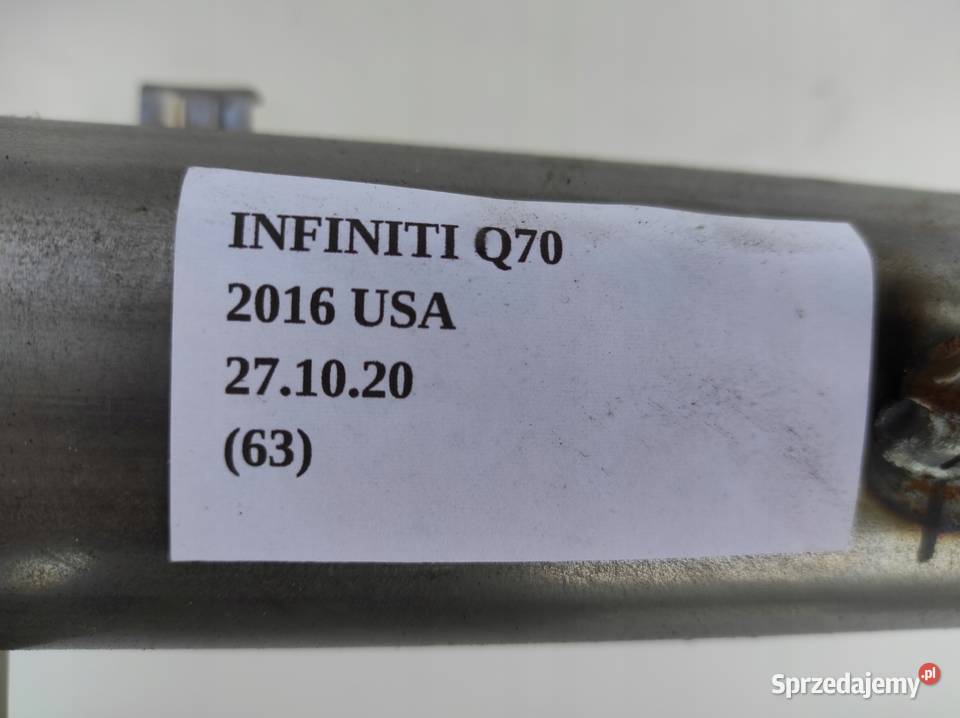 INFINITI Q70
2016 USA
27.10.20
(63)
Sprzedajemy.pl